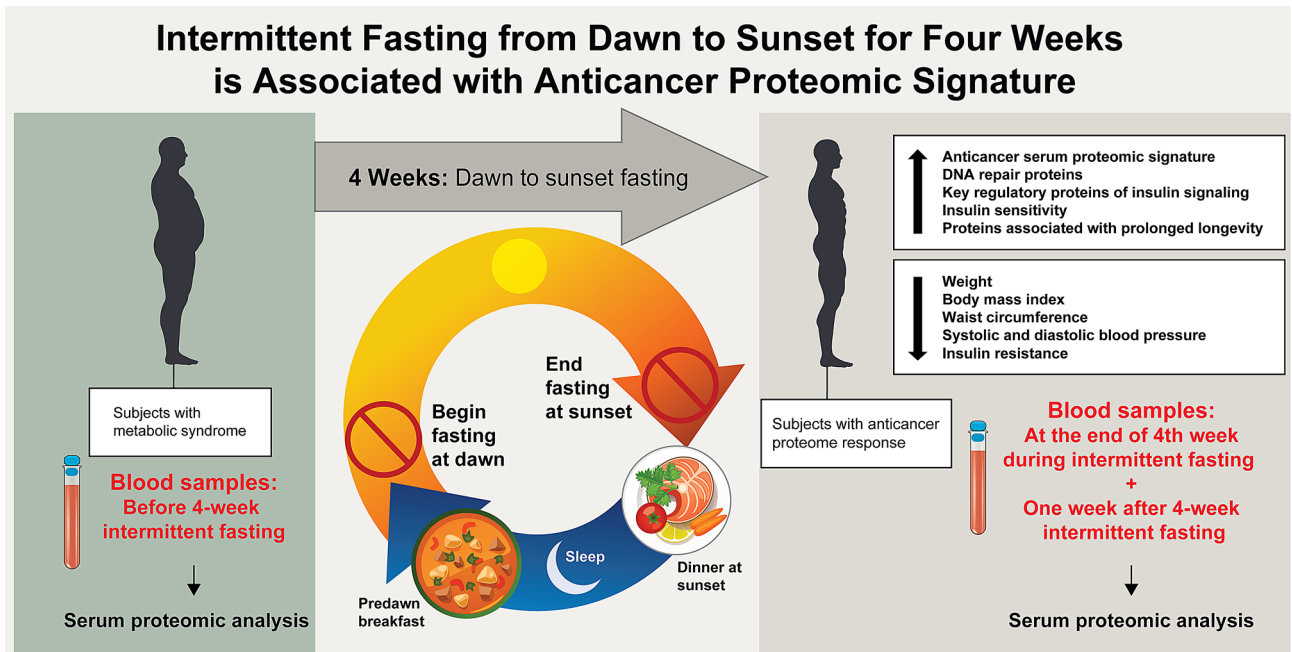 Intermittent Fasting from Dawn to Sunset for Four Weeks
is Associated with Anticancer Proteomic Signature
Subjects with
metabolic syndrome
Blood samples:
Before 4-week
intermittent fasting
Serum proteomic analysis
4 Weeks: Dawn to sunset fasting
Begin
fasting
at dawn
End
fasting
at sunset
Dinner at
sunset
Sleep
Predawn
breakfast
Anticancer serum proteomic signature
DNA repair proteins
Key regulatory proteins of insulin signaling
Insulin sensitivity
Proteins associated with prolonged longevity
Weight
Body mass index
Waist circumference
Systolic and diastolic blood pressure
Insulin resistance
Subjects with anticancer
proteome response
Blood samples:
At the end of 4th week
during intermittent fasting
+
One week after 4-week
intermittent fasting
Serum proteomic analysis